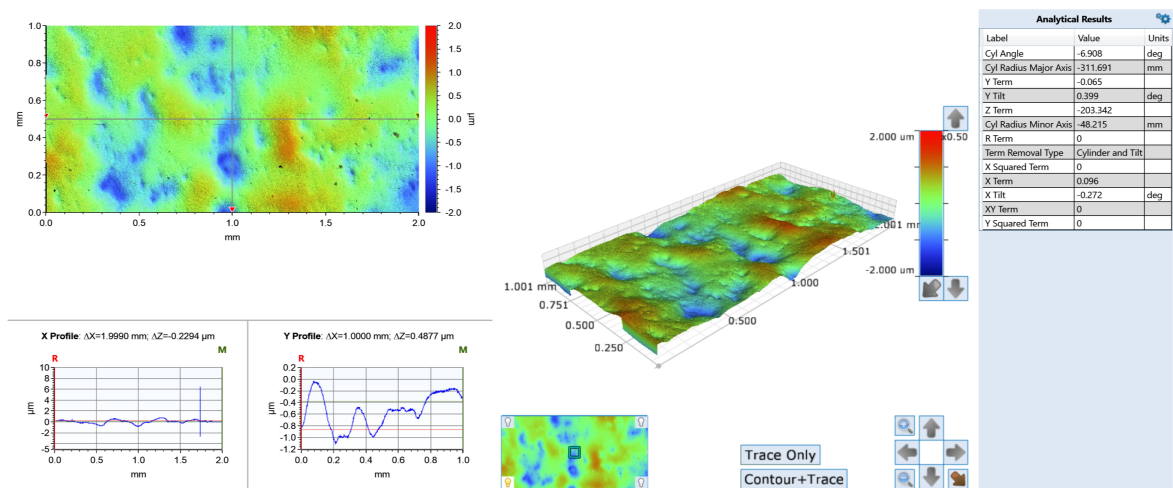 1.0
0.8
0.6
0.4
0.2
0.0
mm
0.0 0.5 1.0 1.5 2.0
mm
2.0
1.5
1.0
0.5
0.0
-0.5
-1.0
-1.5
-2.0
µm
X Profile: ΔX=1.9990 mm; ΔZ=-0.2294 µm
R
M
10
8
6
4
2
0
-2
-5
µm
0.0 0.5 1.0 1.5 2.0
mm
Y Profile: ΔX=1.0000 mm; ΔZ=0.4877 µm
R
M
0.2
0.0
-0.2
-0.4
-0.6
-0.8
-1.0
-1.2
µm
0.0 0.2 0.4 0.6 0.8 1.0
mm
2.000 um
x0.50
2.001 mm
1.501
-2.000 um
1.000
1.001 mm
0.751
0.500
0.500
0.250
Trace Only
Contour+Trace
Analytical Results
Label Value Units
Cyl Angle -6.908 deg
Cyl Radius Major Axis -311.691 mm
Y Term -0.065
Y Tilt 0.399 deg
Z Term -203.342
Cyl Radius Minor Axis -48.215 mm
R Term 0
Term Removal Type Cylinder and Tilt
X Squared Term 0
X Term 0.096
X Tilt -0.272 deg
XY Term 0
Y Squared Term 0